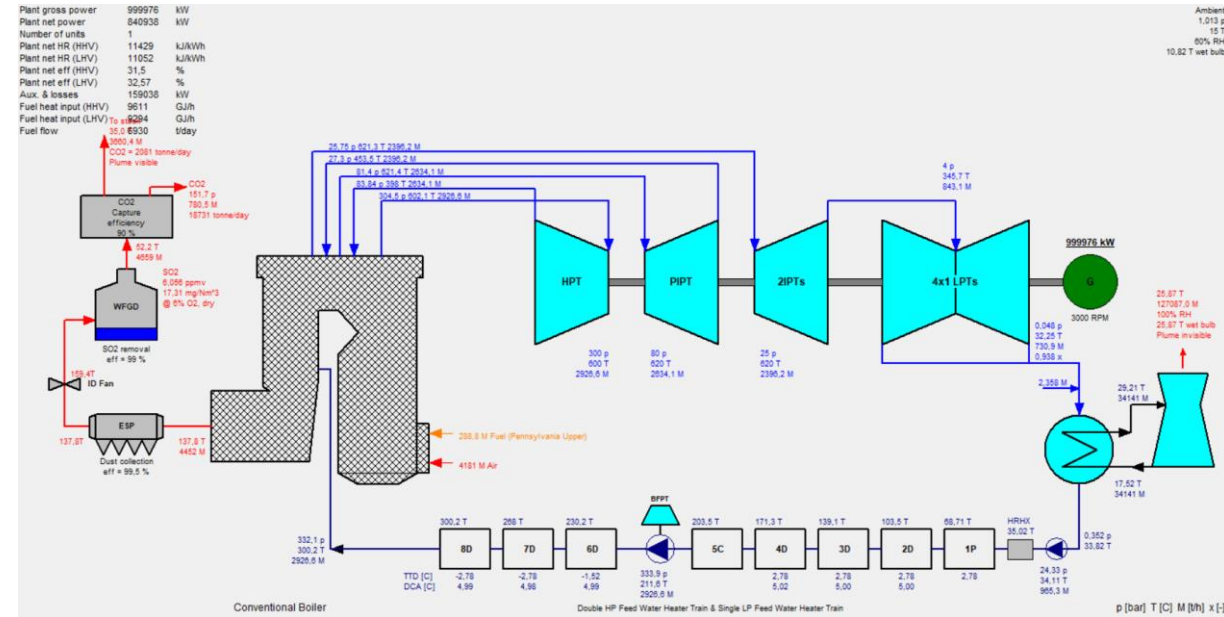 Plant gross power 999976 kW
Plant net power 840938 kW
Number of units 1
Plant net HR (HHV) 11429 kJ/kWh
Plant net HR (LHV) 11052 kJ/kWh
Plant net eff (HHV) 31,5 %
Plant net eff (LHV) 32,57 %
Aux. & losses 159038 kW
Fuel heat input (HHV) 9611 GJ/h
Fuel heat input (LHV) 9294 GJ/h
Fuel flow 6930 t/day
Ambient
1,013 p
15 T
60% RH
10,82 T wet bulb
To stack
35,0 T
3660,4 M
CO2 = 2081 tonne/day
Plume visible
CO2
151,7 p
780,5 M
18731 tonne/day
CO2
Capture
efficiency
90 %
52,2 T
4659 M
SO2
6,056 ppmv
17,31 mg/Nm^3
@ 6% O2, dry
WFGD
SO2 removal
eff = 99 %
159,4T
ID Fan
ESP
137,8T
Dust collection
eff = 99,5 %
137,8 T
4452 M
25,75 p 621,3 T 2396,2 M
27,3 p 453,5 T 2396,2 M
81,4 p 621,4 T 2634,1 M
83,84 p 398 T 2634,1 M
304,5 p 602,1 T 2926,6 M
4 p
345,7 T
843,1 M
HPT
PIPT
2IPTs
4x1 LPTs
999976 kW
G
3000 RPM
300 p
600 T
2926,6 M
80 p
620 T
2634,1 M
25 p
620 T
2396,2 M
0,048 p
32,25 T
730,9 M
0,938 x
2,358 M
25,87 T
127087,0 M
100% RH
25,87 T wet bulb
Plume invisible
29,21 T
34141 M
17,52 T
34141 M
288,8 M Fuel (Pennsylvania Upper)
4181 M Air
332,1 p
300,2 T
2926,6 M
300,2 T
268 T
230,2 T
BFPT
203,5 T
171,3 T
139,1 T
103,5 T
68,71 T
HRHX
35,02 T
8D
7D
6D
5C
4D
3D
2D
1P
0,352 p
33,82 T
TTD [C] -2,78 -2,78 -1,52 2,78 2,78 2,78 2,78
DCA [C] 4,99 4,98 4,99 5,02 5,00 5,00
333,9 p
211,6 T
2926,6 M
24,33 p
34,11 T
965,3 M
Conventional Boiler
Double HP Feed Water Heater Train & Single LP Feed Water Heater Train
p [bar] T [C] M [t/h] x [-]